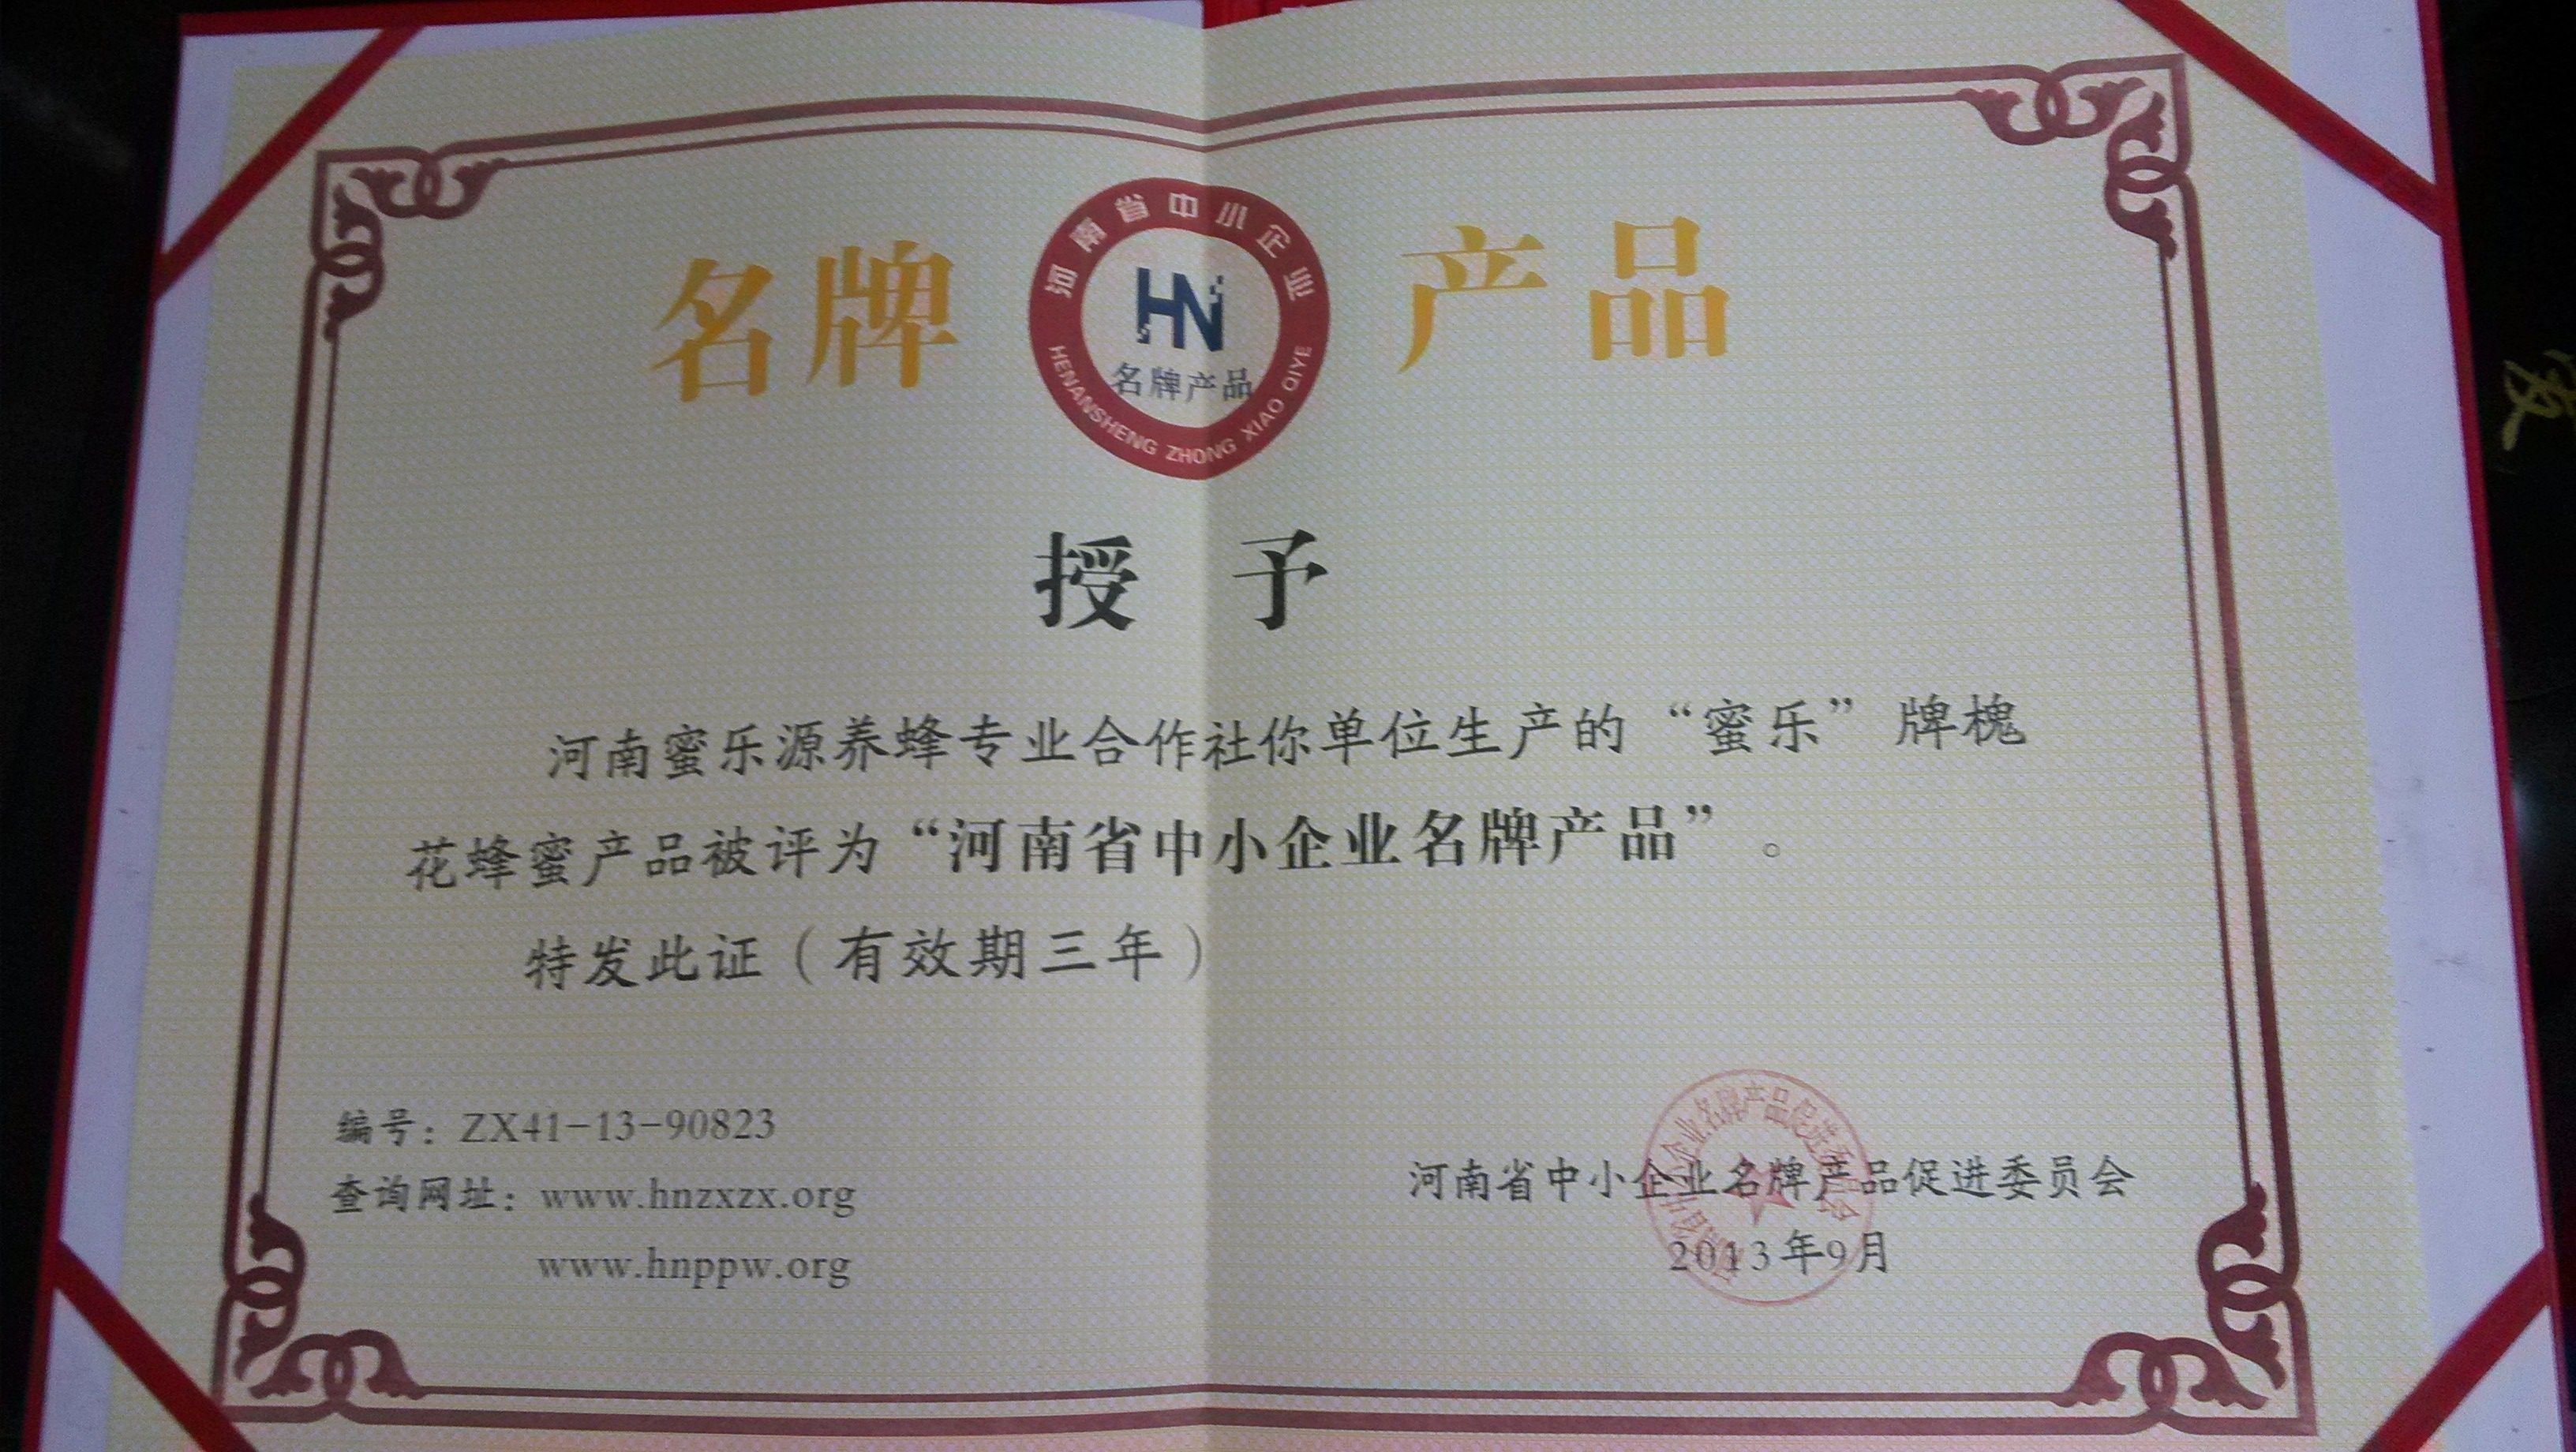 名牌 产品
河南省中小企业
HN
名牌产品
HENANSHENG ZHONG XIAO QIYE
授予
河南蜜乐源养蜂专业合作社你单位生产的“蜜乐”牌槐
花蜂蜜产品被评为“河南省中小企业名牌产品”。
特发此证（有效期三年）
编号：ZX41-13-90823
查询网址：www.hnzxzx.org
www.hnppw.org
河南省中小企业名牌产品促进委员会
2013年9月